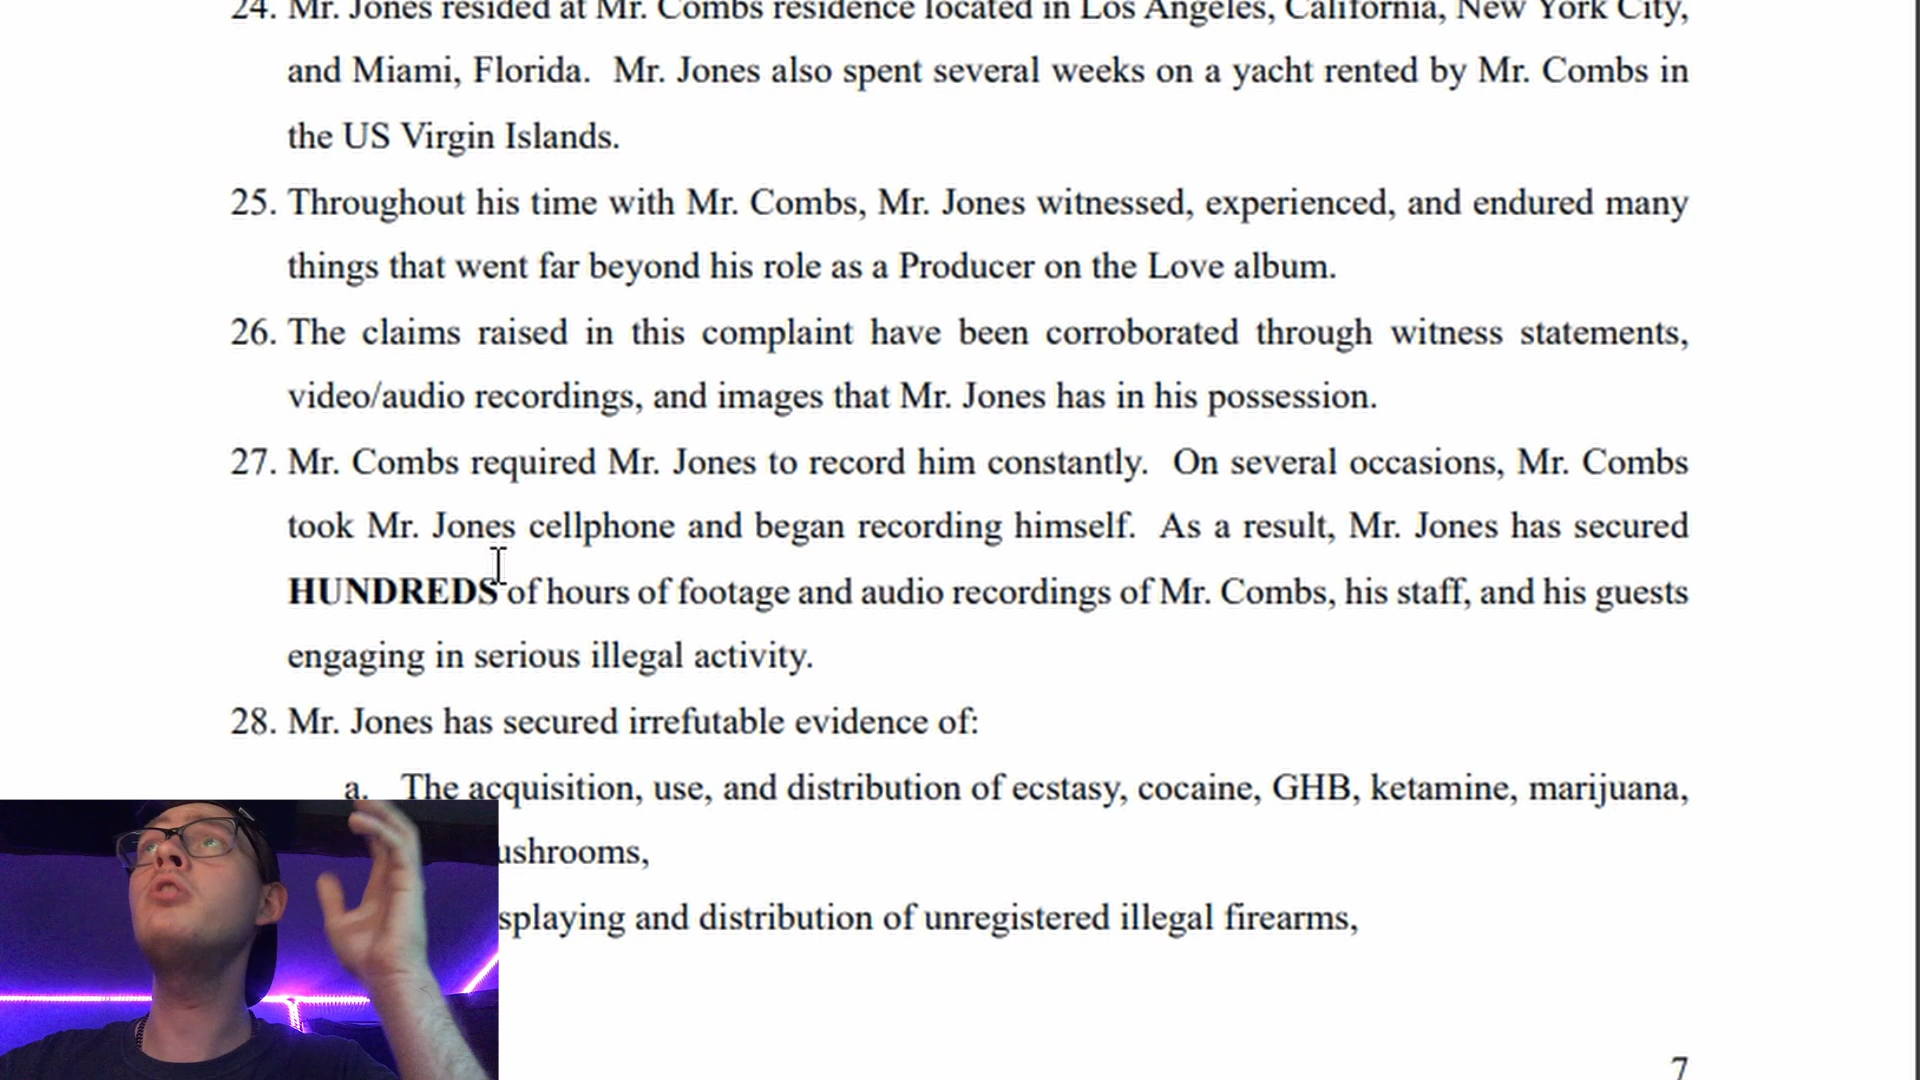 24. Mr. Jones resided at Mr. Combs residence located in Los Angeles, California, New York City,
and Miami, Florida. Mr. Jones also spent several weeks on a yacht rented by Mr. Combs in
the US Virgin Islands.
25. Throughout his time with Mr. Combs, Mr. Jones witnessed, experienced, and endured many
things that went far beyond his role as a Producer on the Love album.
26. The claims raised in this complaint have been corroborated through witness statements,
video/audio recordings, and images that Mr. Jones has in his possession.
27. Mr. Combs required Mr. Jones to record him constantly. On several occasions, Mr. Combs
took Mr. Jones cellphone and began recording himself. As a result, Mr. Jones has secured
HUNDREDS of hours of footage and audio recordings of Mr. Combs, his staff, and his guests
engaging in serious illegal activity.
28. Mr. Jones has secured irrefutable evidence of:
a. The acquisition, use, and distribution of ecstasy, cocaine, GHB, ketamine, marijuana,
ushrooms,
splaying and distribution of unregistered illegal firearms,
7